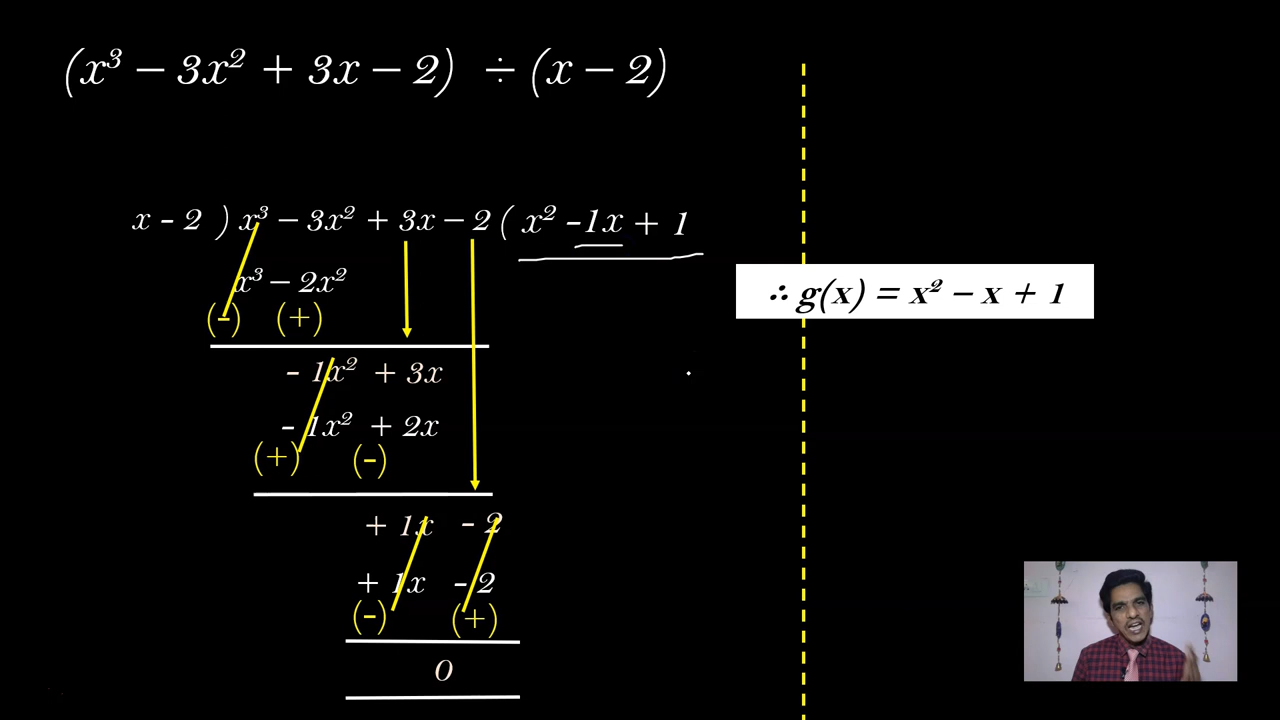 (x³ − 3x² + 3x − 2) ÷ (x − 2)
x - 2 ) x³ − 3x² + 3x − 2 ( x² -1x + 1
x³ − 2x²
(-) (+)
- 1x² + 3x
- 1x² + 2x
(+) (-)
+ 1x - 2
+ 1x - 2
(-) (+)
0
∴ g(x) = x² − x + 1